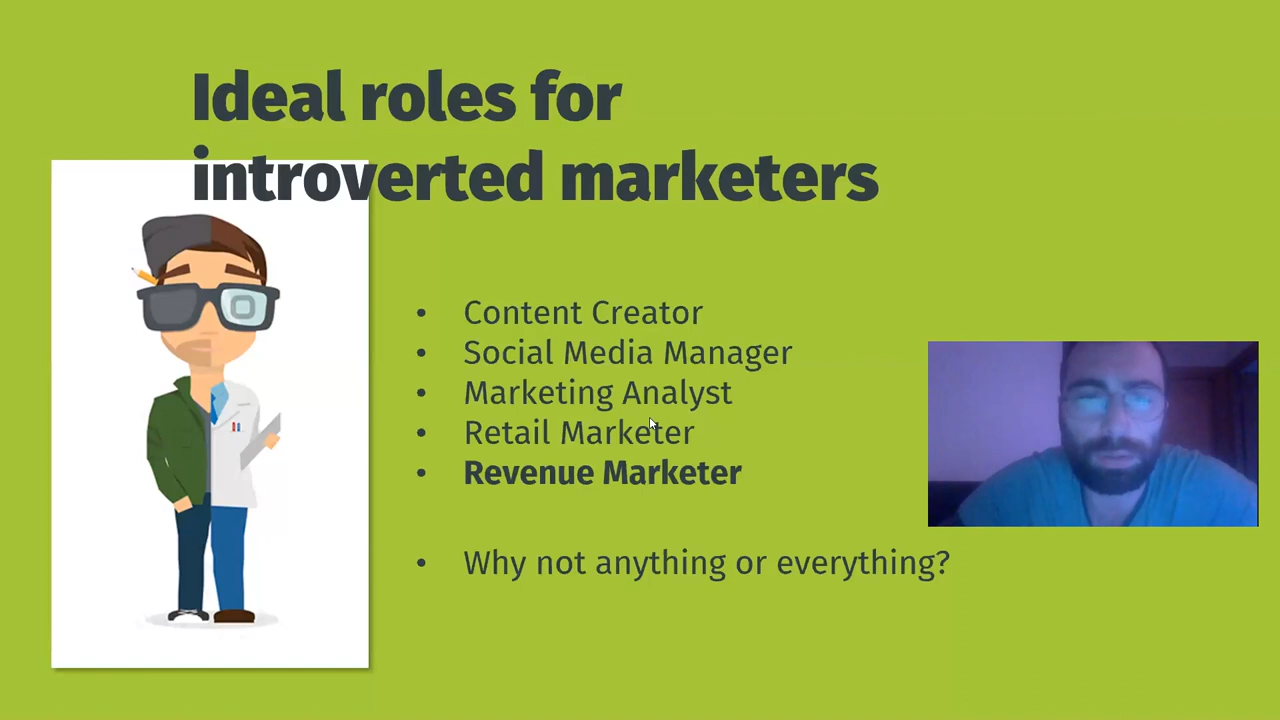 Ideal roles for
introverted marketers
• Content Creator
• Social Media Manager
• Marketing Analyst
• Retail Marketer
• Revenue Marketer
• Why not anything or everything?